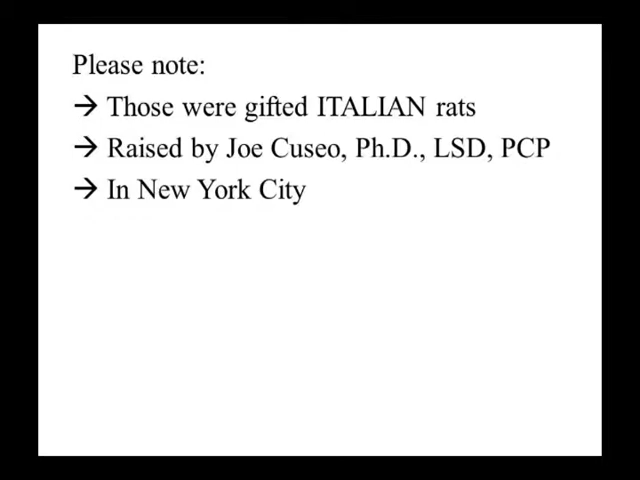 Please note:
→ Those were gifted ITALIAN rats
→ Raised by Joe Cuseo, Ph.D., LSD, PCP
→ In New York City